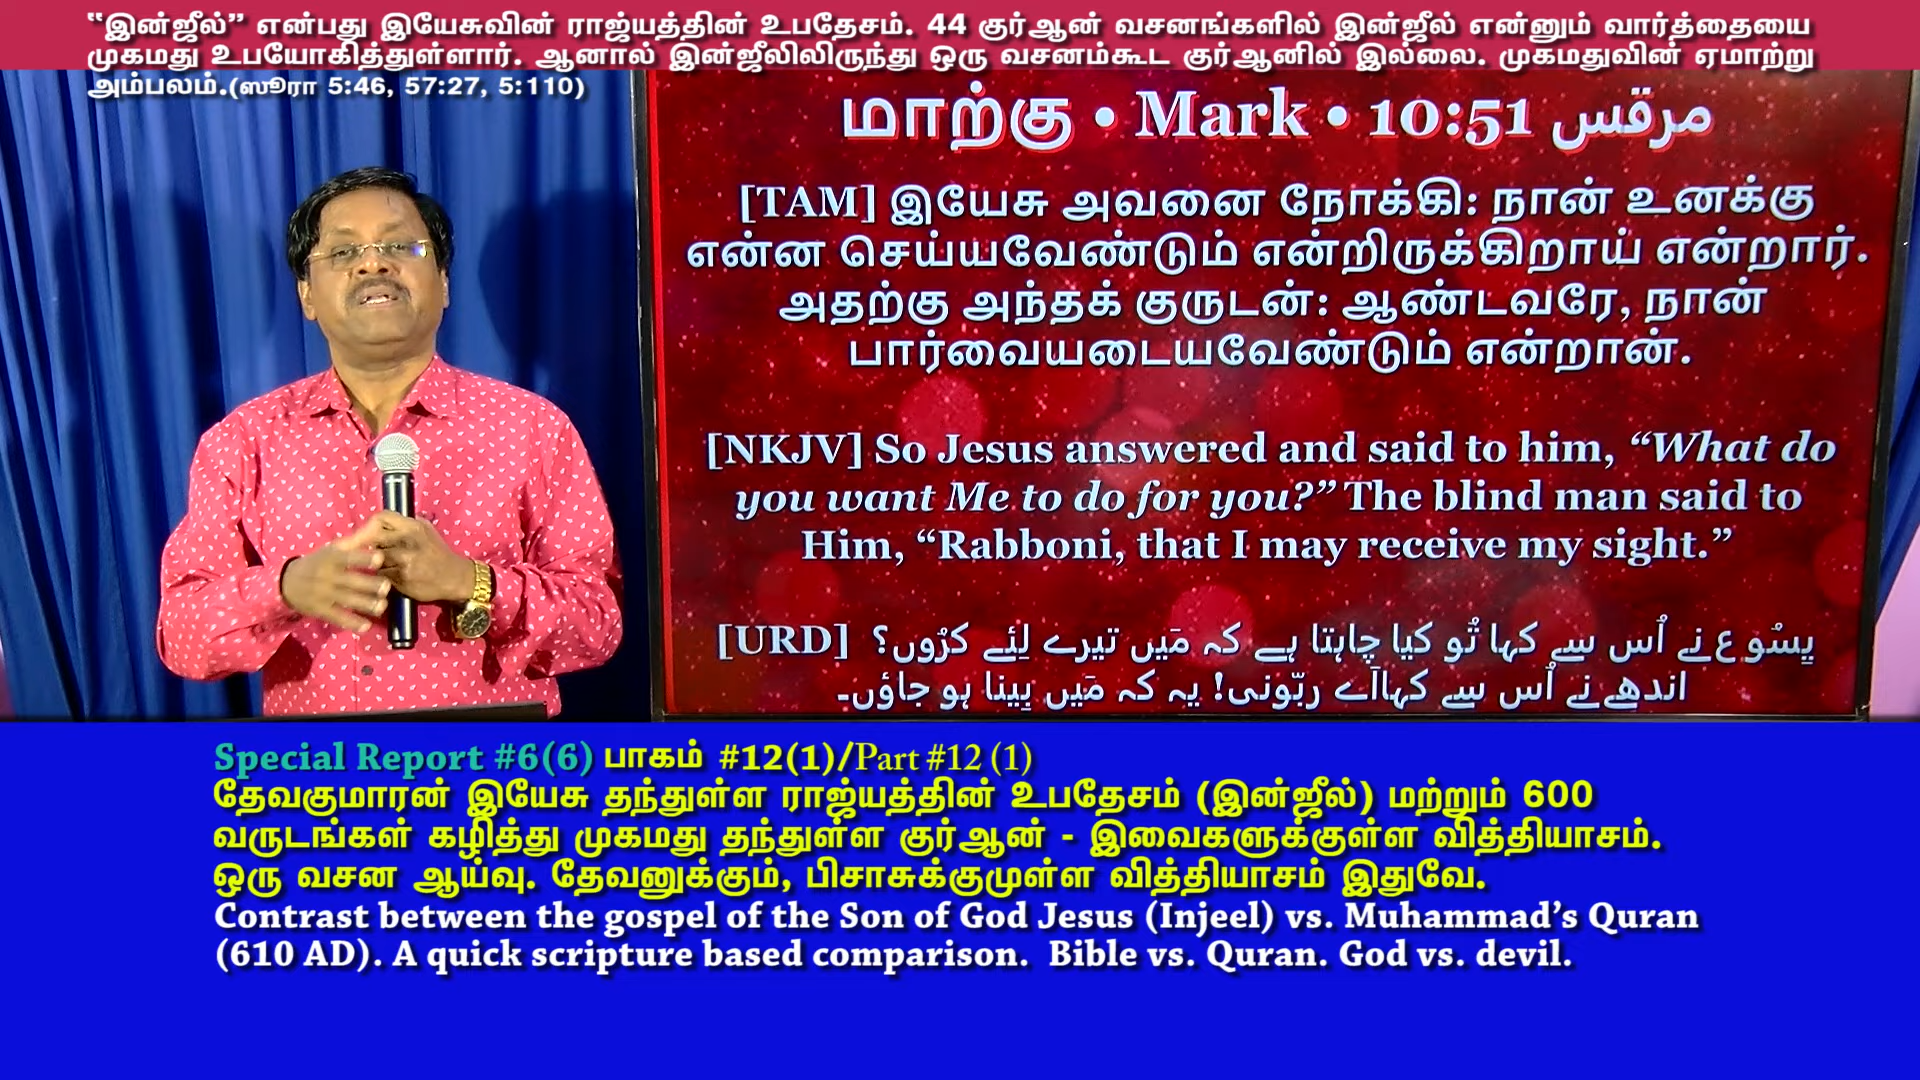 “இன்ஜீல்” என்பது இயேசுவின் ராஜ்யத்தின் உபதேசம். 44 குர்ஆன் வசனங்களில் இன்ஜீல் என்னும் வார்த்தையை
முகமது உபயோகித்துள்ளார். ஆனால் இன்ஜீலிலிருந்து ஒரு வசனம்கூட குர்ஆனில் இல்லை. முகமதுவின் ஏமாற்று
அம்பலம்.(ஸூரா 5:46, 57:27, 5:110)
மாற்கு • Mark • 10:51 مرقس
[TAM] இயேசு அவனை நோக்கி: நான் உனக்கு
என்ன செய்யவேண்டும் என்றிருக்கிறாய் என்றார்.
அதற்கு அந்தக் குருடன்: ஆண்டவரே, நான்
பார்வையடையவேண்டும் என்றான்.
[NKJV] So Jesus answered and said to him, “What do
you want Me to do for you?” The blind man said to
Him, “Rabboni, that I may receive my sight.”
[URD] یِسُو ع نے اُس سے کہا تُو کیا چاہتا ہے کہ مَیں تیرے لِئے کرُوں؟
اندھے نے اُس سے کہااَے ربّونی! یہ کہ مَیں بِینا ہو جاؤں۔
Special Report #6(6) பாகம் #12(1)/Part #12 (1)
தேவகுமாரன் இயேசு தந்துள்ள ராஜ்யத்தின் உபதேசம் (இன்ஜீல்) மற்றும் 600
வருடங்கள் கழித்து முகமது தந்துள்ள குர்ஆன் - இவைகளுக்குள்ள வித்தியாசம்.
ஒரு வசன ஆய்வு. தேவனுக்கும், பிசாசுக்குமுள்ள வித்தியாசம் இதுவே.
Contrast between the gospel of the Son of God Jesus (Injeel) vs. Muhammad’s Quran
(610 AD). A quick scripture based comparison.  Bible vs. Quran. God vs. devil.